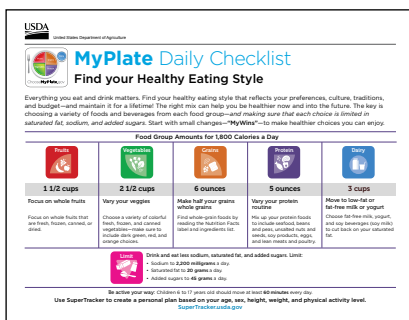 USDA
United States Department of Agriculture
MyPlate Daily Checklist
Find your Healthy Eating Style
ChooseMyPlate.gov
Everything you eat and drink matters. Find your healthy eating style that reflects your preferences, culture, traditions,
and budget—and maintain it for a lifetime! The right mix can help you be healthier now and into the future. The key is
choosing a variety of foods and beverages from each food group—and making sure that each choice is limited in
saturated fat, sodium, and added sugars. Start with small changes—"MyWins"—to make healthier choices you can enjoy.
Food Group Amounts for 1,800 Calories a Day
Fruits
Vegetables
Grains
Protein
Dairy
1 1/2 cups
2 1/2 cups
6 ounces
5 ounces
3 cups
Focus on whole fruits
Focus on whole fruits that
are fresh, frozen, canned, or
dried.
Vary your veggies
Choose a variety of colorful
fresh, frozen, and canned
vegetables—make sure to
include dark green, red, and
orange choices.
Make half your grains
whole grains
Find whole-grain foods by
reading the Nutrition Facts
label and ingredients list.
Vary your protein
routine
Mix up your protein foods
to include seafood, beans
and peas, unsalted nuts and
seeds, soy products, eggs,
and lean meats and poultry.
Move to low-fat or
fat-free milk or yogurt
Choose fat-free milk, yogurt,
and soy beverages (soy milk)
to cut back on your saturated
fat.
Limit
Drink and eat less sodium, saturated fat, and added sugars. Limit:
• Sodium to 2,200 milligrams a day.
• Saturated fat to 20 grams a day.
• Added sugars to 45 grams a day.
Be active your way: Children 6 to 17 years old should move at least 60 minutes every day.
Use SuperTracker to create a personal plan based on your age, sex, height, weight, and physical activity level.
SuperTracker.usda.gov